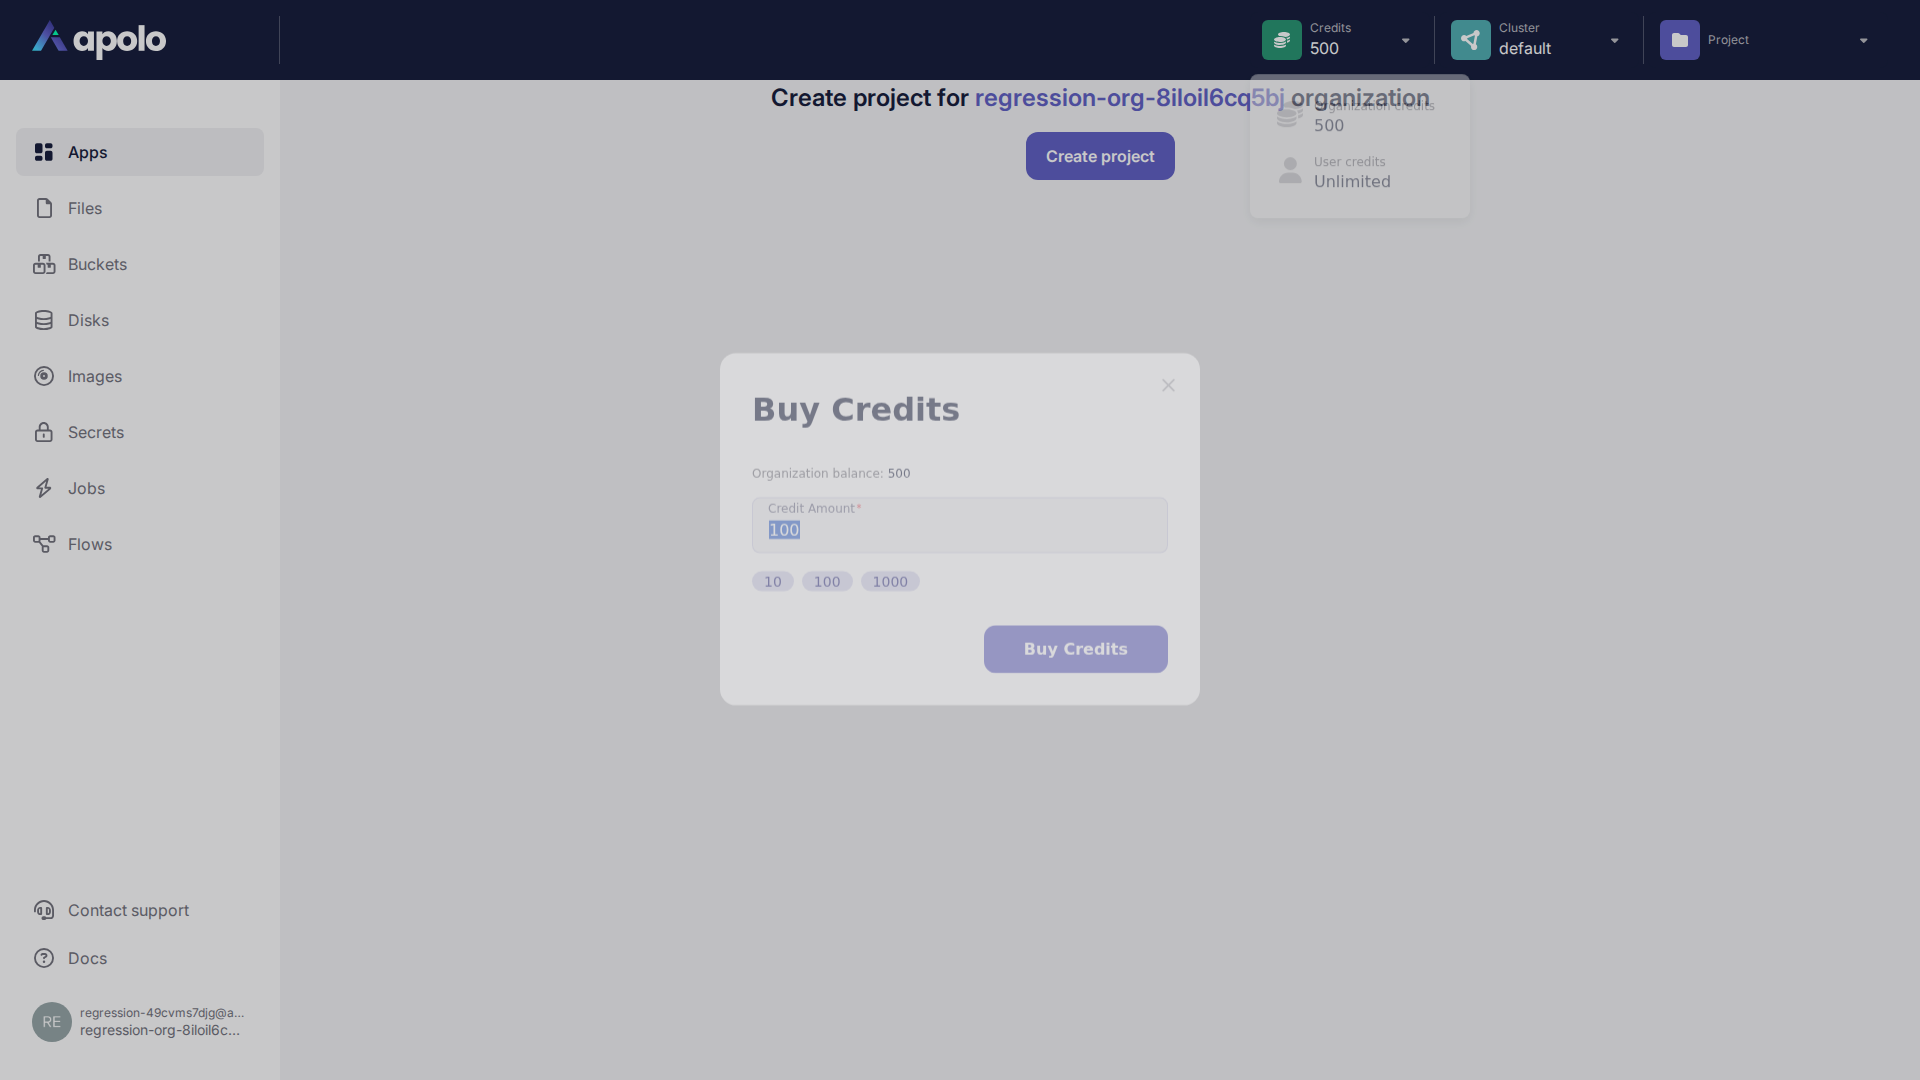 apolo
Credits
500
Cluster
default
Project
Create project for regression-org-8iloil6cq5bj organization
Create project
Organization credits
500
User credits
Unlimited
Apps
Files
Buckets
Disks
Images
Secrets
Jobs
Flows
Buy Credits
Organization balance: 500
Credit Amount*
100
10
100
1000
Buy Credits
Contact support
Docs
RE
regression-49cvms7djg@a...
regression-org-8iloil6c...